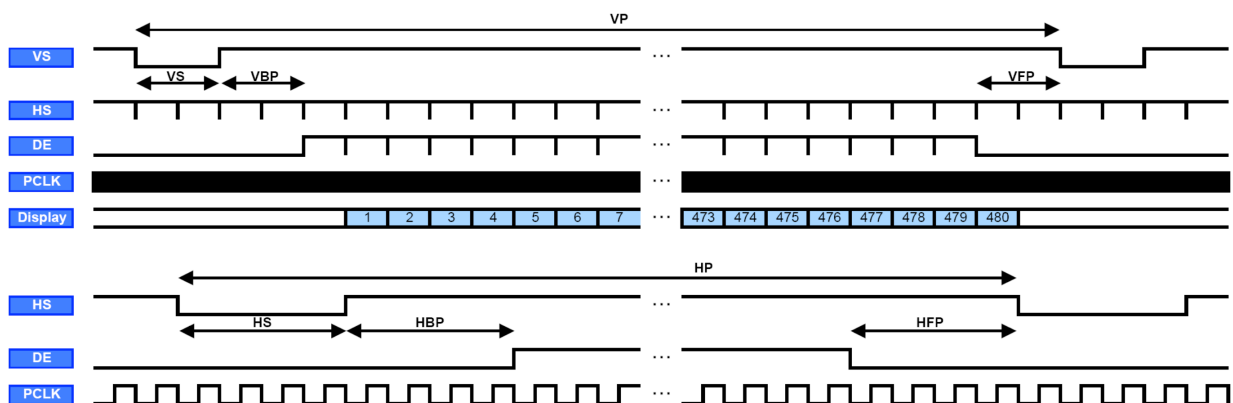 VP
VS ...
VS VBP VFP
HS ...
DE ...
PCLK ...
Display 1 2 3 4 5 6 7 ... 473 474 475 476 477 478 479 480
HP
HS ...
HS HBP HFP
DE ...
PCLK ...